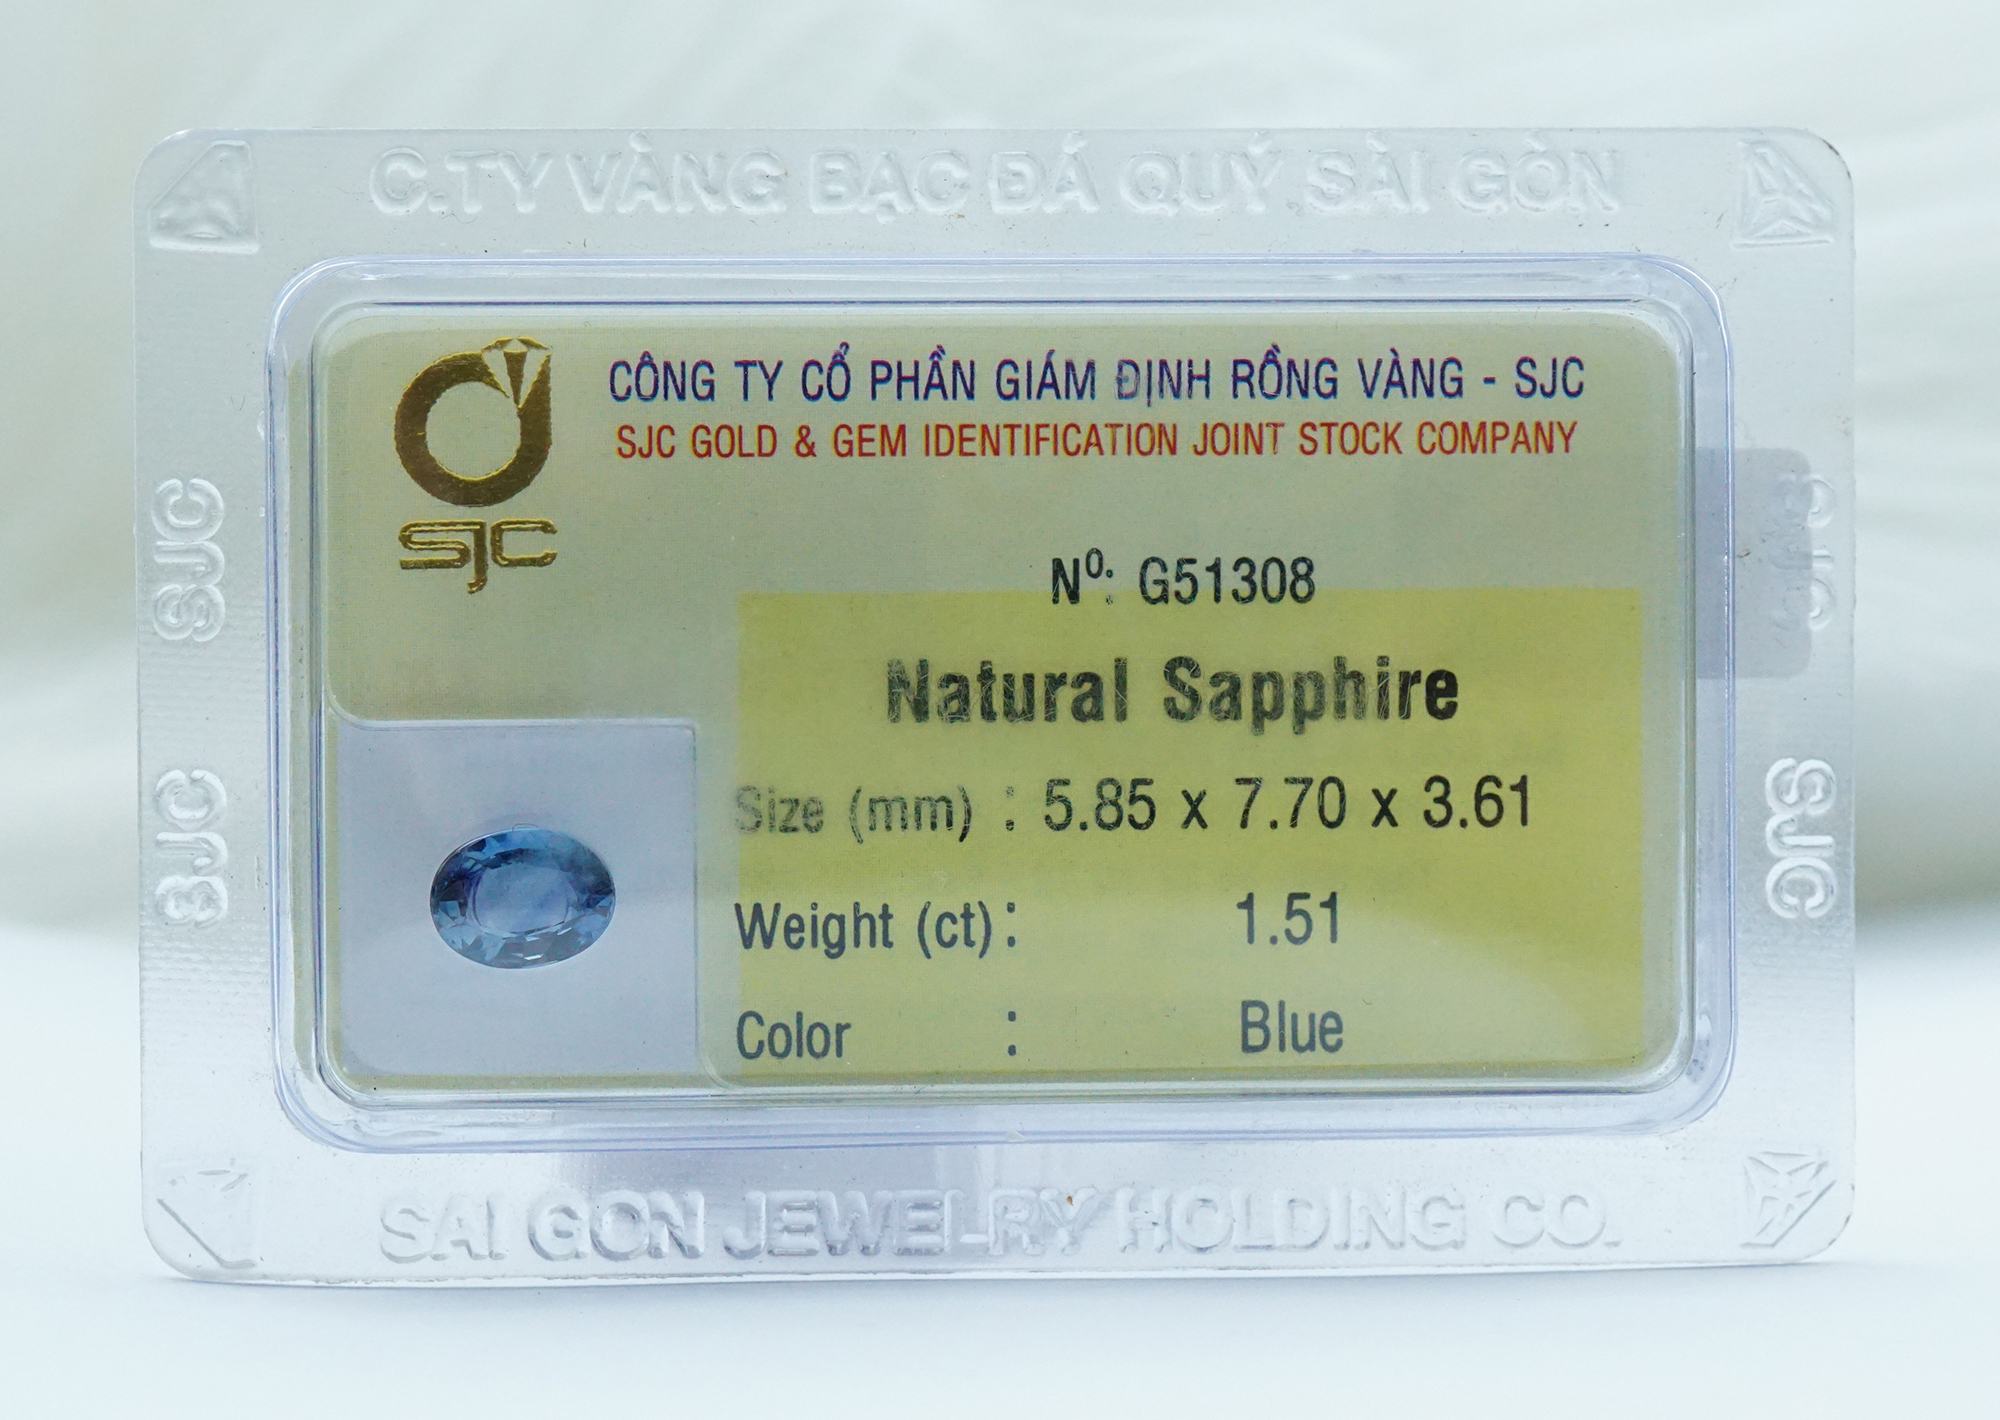 C.TY VÀNG BẠC ĐÁ QUÝ SÀI GÒN
SJC
CÔNG TY CỔ PHẦN GIÁM ĐỊNH RỒNG VÀNG - SJC
SJC GOLD & GEM IDENTIFICATION JOINT STOCK COMPANY
Nº: G51308
Natural Sapphire
Size (mm) : 5.85 x 7.70 x 3.61
Weight (ct) : 1.51
Color : Blue
SJC
SJC
SJC
SJC
SAI GON JEWELRY HOLDING CO.